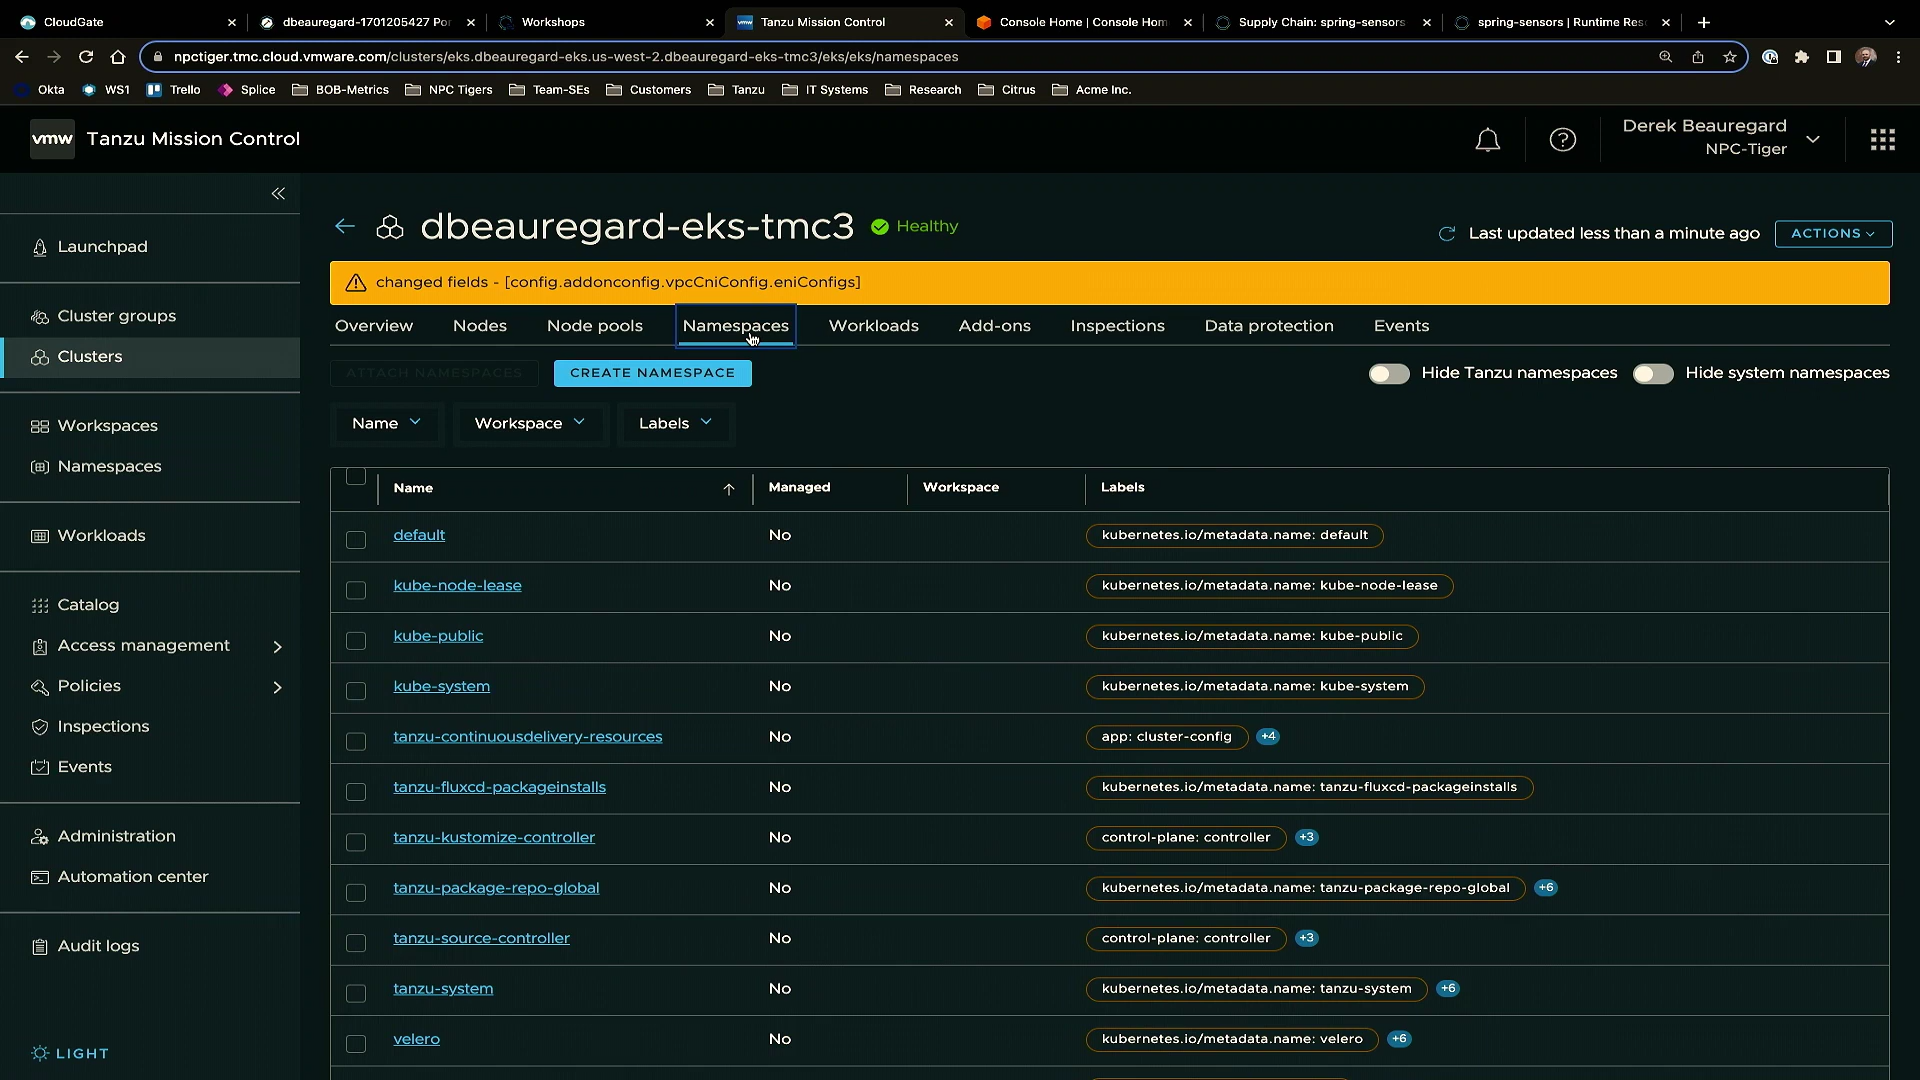 CloudGate
dbeauregard-1701205427 Por
Workshops
Tanzu Mission Control
Console Home | Console Hom
Supply Chain: spring-sensors
spring-sensors | Runtime Res
npctiger.tmc.cloud.vmware.com/clusters/eks.dbeauregard-eks.us-west-2.dbeauregard-eks-tmc3/eks/eks/namespaces
Okta
WS1
Trello
Splice
BOB-Metrics
NPC Tigers
Team-SEs
Customers
Tanzu
IT Systems
Research
Citrus
Acme Inc.
vmw
Tanzu Mission Control
Derek Beauregard
NPC-Tiger
Launchpad
Cluster groups
Clusters
Workspaces
Namespaces
Workloads
Catalog
Access management
Policies
Inspections
Events
Administration
Automation center
Audit logs
LIGHT
dbeauregard-eks-tmc3
Healthy
Last updated less than a minute ago
ACTIONS
changed fields - [config.addonconfig.vpcCniConfig.eniConfigs]
Overview
Nodes
Node pools
Namespaces
Workloads
Add-ons
Inspections
Data protection
Events
ATTACH NAMESPACES
CREATE NAMESPACE
Hide Tanzu namespaces
Hide system namespaces
Name
Workspace
Labels
Name Managed Workspace Labels
default No kubernetes.io/metadata.name: default
kube-node-lease No kubernetes.io/metadata.name: kube-node-lease
kube-public No kubernetes.io/metadata.name: kube-public
kube-system No kubernetes.io/metadata.name: kube-system
tanzu-continuousdelivery-resources No app: cluster-config +4
tanzu-fluxcd-packageinstalls No kubernetes.io/metadata.name: tanzu-fluxcd-packageinstalls
tanzu-kustomize-controller No control-plane: controller +3
tanzu-package-repo-global No kubernetes.io/metadata.name: tanzu-package-repo-global +6
tanzu-source-controller No control-plane: controller +3
tanzu-system No kubernetes.io/metadata.name: tanzu-system +6
velero No kubernetes.io/metadata.name: velero +6